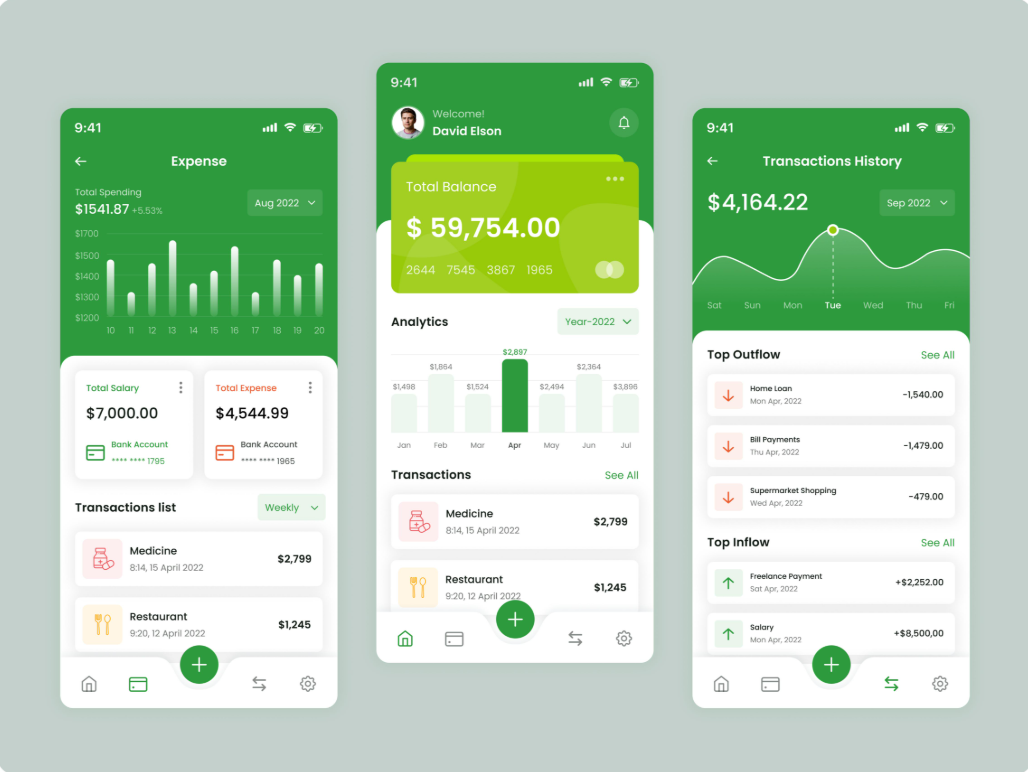 9:41
Expense
Total Spending
$1541.87 +5.53%
Aug 2022
$1700
$1500
$1400
$1300
$1200
10 11 12 13 14 15 16 17 18 19 20
Total Salary
$7,000.00
Bank Account
**** **** 1795
Total Expense
$4,544.99
Bank Account
**** **** 1965
Transactions list
Weekly
Medicine
8:14, 15 April 2022
$2,799
Restaurant
9:20, 12 April 2022
$1,245
9:41
Welcome!
David Elson
Total Balance
$ 59,754.00
2644 7545 3867 1965
Analytics
Year-2022
$1,498 $1,864 $1,524 $2,897 $2,494 $2,364 $3,896
Jan Feb Mar Apr May Jun Jul
Transactions
See All
Medicine
8:14, 15 April 2022
$2,799
Restaurant
9:20, 12 April 2022
$1,245
9:41
Transactions History
$4,164.22
Sep 2022
Sat Sun Mon Tue Wed Thu Fri
Top Outflow
See All
Home Loan
Mon Apr, 2022
-1,540.00
Bill Payments
Thu Apr, 2022
-1,479.00
Supermarket Shopping
Wed Apr, 2022
-479.00
Top Inflow
See All
Freelance Payment
Sat Apr, 2022
+$2,252.00
Salary
Mon Apr, 2022
+$8,500,00